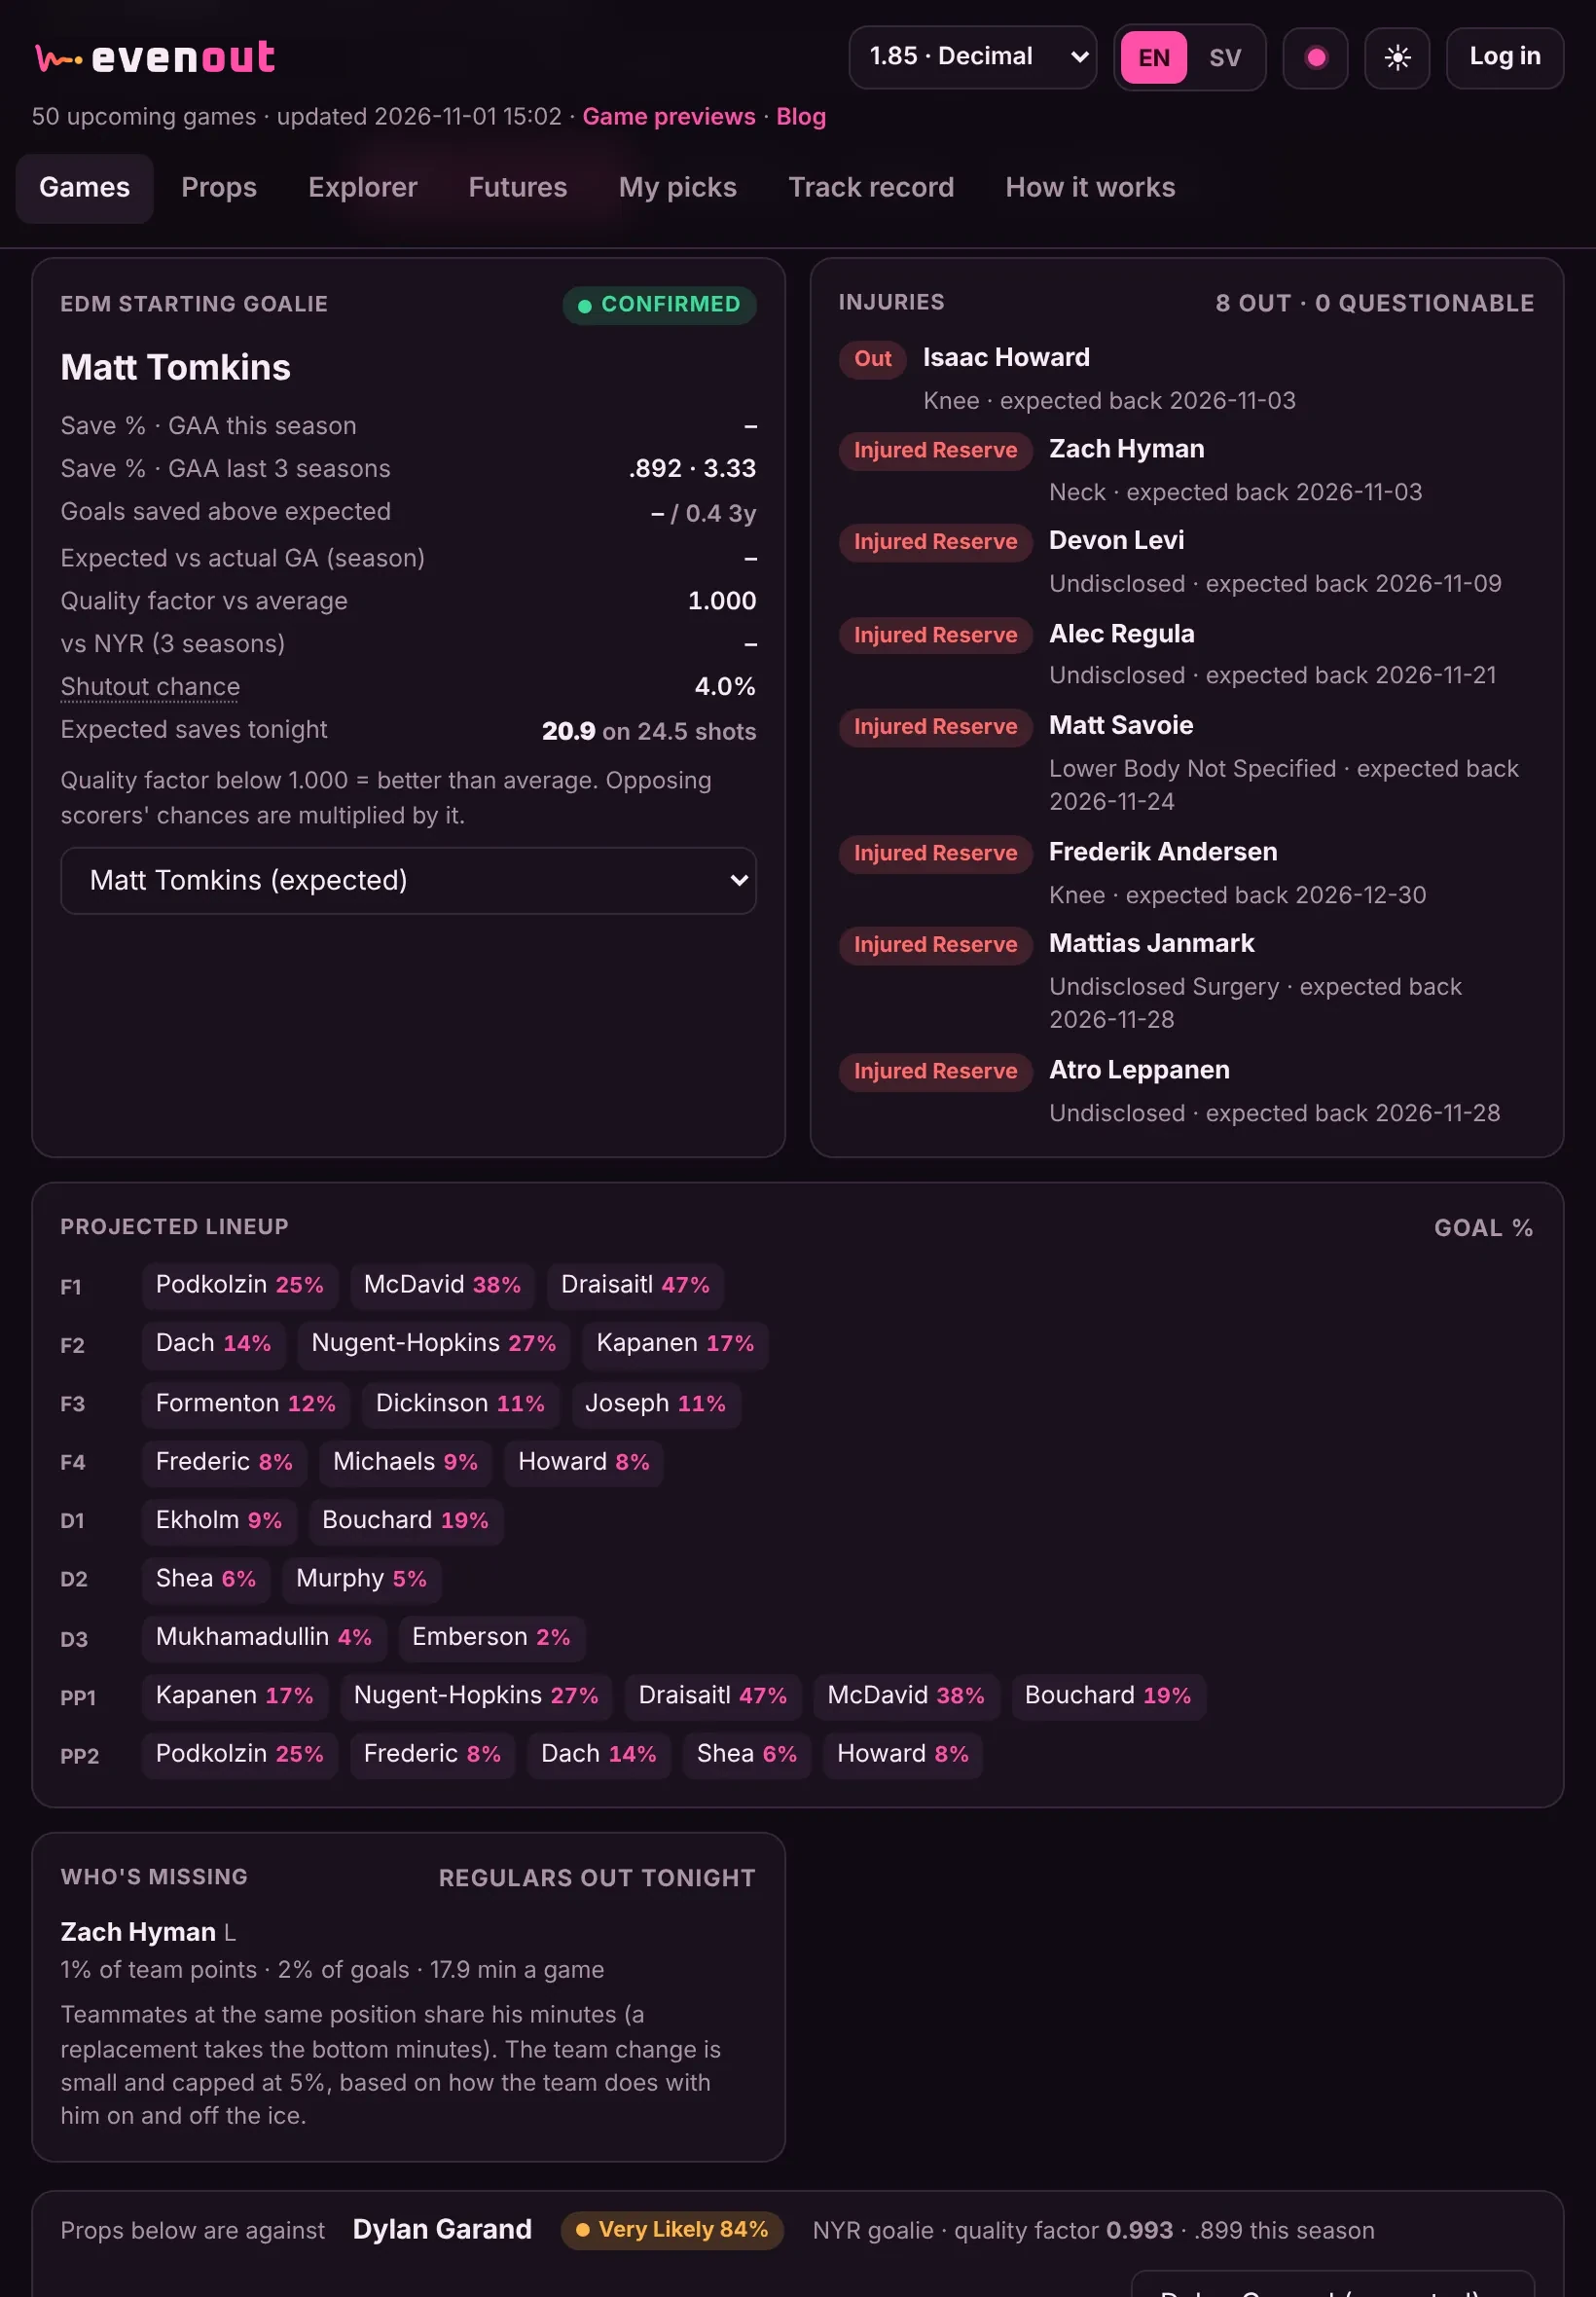 evenout
1.85 · Decimal
EN SV
Log in
50 upcoming games · updated 2026-11-01 15:02 · Game previews · Blog
Games Props Explorer Futures My picks Track record How it works
EDM STARTING GOALIE CONFIRMED
Matt Tomkins
Save % · GAA this season –
Save % · GAA last 3 seasons .892 · 3.33
Goals saved above expected – / 0.4 3y
Expected vs actual GA (season) –
Quality factor vs average 1.000
vs NYR (3 seasons) –
Shutout chance 4.0%
Expected saves tonight 20.9 on 24.5 shots
Quality factor below 1.000 = better than average. Opposing
scorers' chances are multiplied by it.
Matt Tomkins (expected)
INJURIES 8 OUT · 0 QUESTIONABLE
Out Isaac Howard
Knee · expected back 2026-11-03
Injured Reserve Zach Hyman
Neck · expected back 2026-11-03
Injured Reserve Devon Levi
Undisclosed · expected back 2026-11-09
Injured Reserve Alec Regula
Undisclosed · expected back 2026-11-21
Injured Reserve Matt Savoie
Lower Body Not Specified · expected back
2026-11-24
Injured Reserve Frederik Andersen
Knee · expected back 2026-12-30
Injured Reserve Mattias Janmark
Undisclosed Surgery · expected back
2026-11-28
Injured Reserve Atro Leppanen
Undisclosed · expected back 2026-11-28
PROJECTED LINEUP GOAL %
F1 Podkolzin 25% McDavid 38% Draisaitl 47%
F2 Dach 14% Nugent-Hopkins 27% Kapanen 17%
F3 Formenton 12% Dickinson 11% Joseph 11%
F4 Frederic 8% Michaels 9% Howard 8%
D1 Ekholm 9% Bouchard 19%
D2 Shea 6% Murphy 5%
D3 Mukhamadullin 4% Emberson 2%
PP1 Kapanen 17% Nugent-Hopkins 27% Draisaitl 47% McDavid 38% Bouchard 19%
PP2 Podkolzin 25% Frederic 8% Dach 14% Shea 6% Howard 8%
WHO'S MISSING REGULARS OUT TONIGHT
Zach Hyman L
1% of team points · 2% of goals · 17.9 min a game
Teammates at the same position share his minutes (a
replacement takes the bottom minutes). The team change is
small and capped at 5%, based on how the team does with
him on and off the ice.
Props below are against Dylan Garand Very Likely 84% NYR goalie · quality factor 0.993 · .899 this season